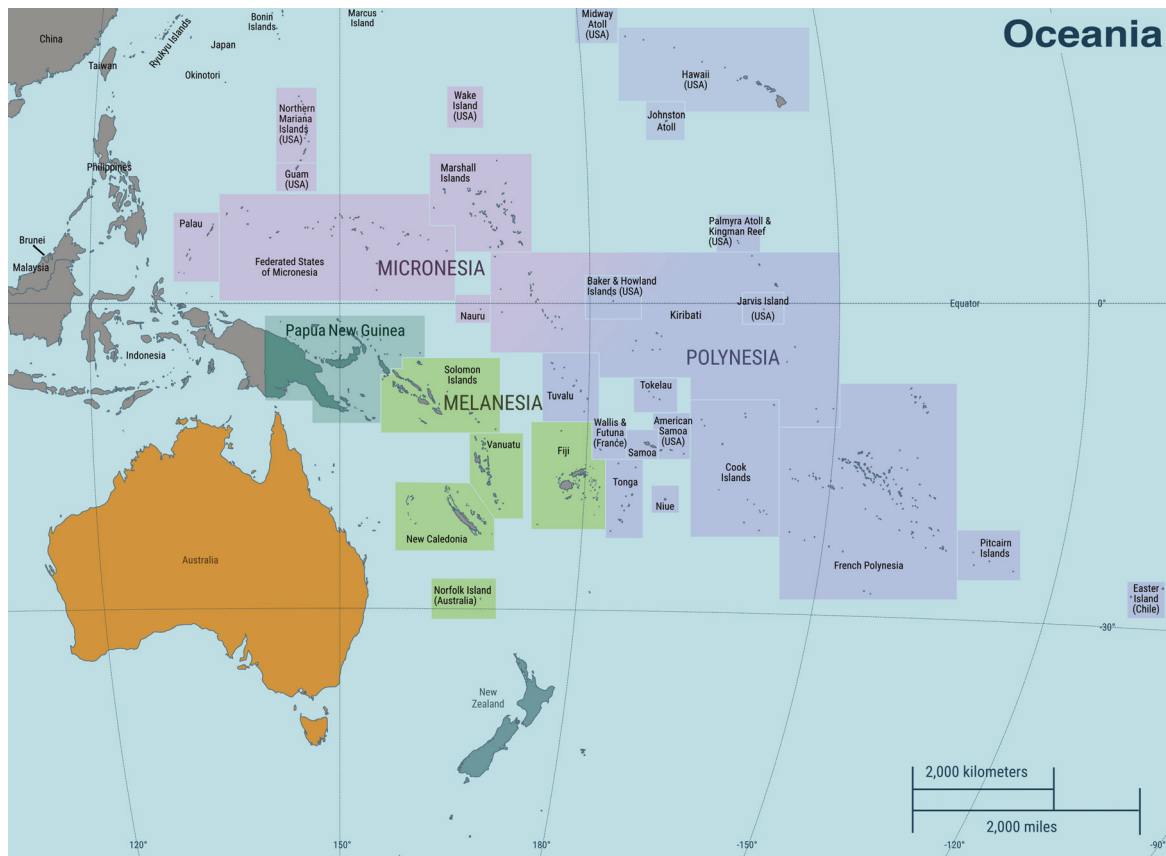 Oceania
China
Taiwan
Ryukyu Islands
Japan
Okinotori
Bonin
Islands
Marcus
Island
Midway
Atoll
(USA)
Hawaii
(USA)
Johnston
Atoll
Wake
Island
(USA)
Northern
Mariana
Islands
(USA)
Guam
(USA)
Philippines
Marshall
Islands
Palau
Federated States
of Micronesia
MICRONESIA
Brunei
Malaysia
Palmyra Atoll &
Kingman Reef
(USA)
Baker & Howland
Islands (USA)
Jarvis Island
(USA)
Kiribati
Equator
0°
Nauru
Papua New Guinea
Indonesia
POLYNESIA
Solomon
Islands
MELANESIA
Tuvalu
Tokelau
Wallis &
Futuna
(France)
American
Samoa
(USA)
Samoa
Vanuatu
Fiji
Tonga
Niue
Cook
Islands
New Caledonia
French Polynesia
Pitcairn
Islands
Australia
Norfolk Island
(Australia)
Easter
Island
(Chile)
-30°
New
Zealand
2,000 kilometers
2,000 miles
120°
150°
180°
-150°
-120°
-90°